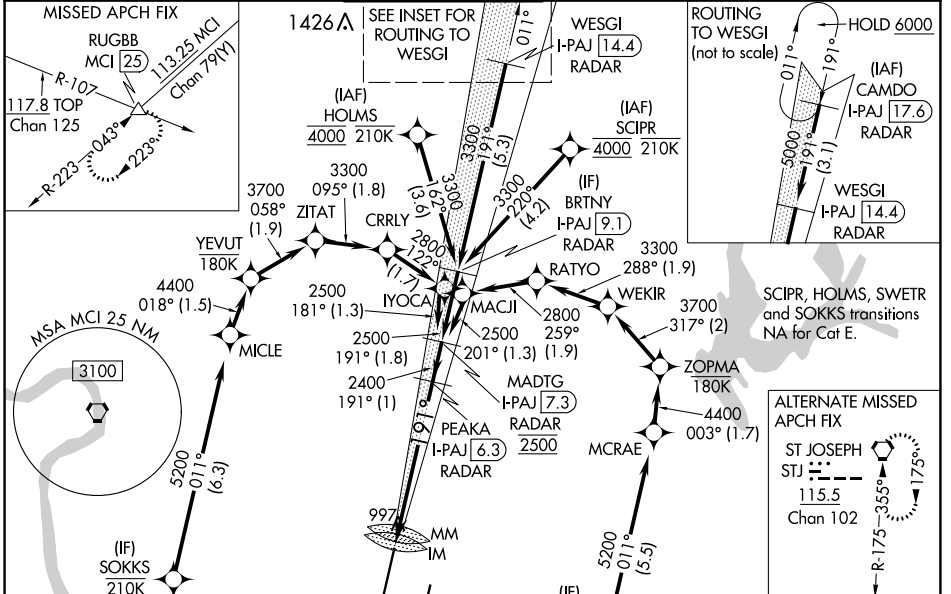 MISSED APCH FIX
RUGBB
MCI 25
113.25 MCI
Chan 79(Y)
R-107
117.8 TOP
Chan 125
R-223
043°
223°
1426
SEE INSET FOR
ROUTING TO
WESGI
011°
WESGI
I-PAJ 14.4
RADAR
ROUTING
TO WESGI
(not to scale)
HOLD 6000
011°
191°
(IAF)
CAMDO
I-PAJ 17.6
RADAR
5000
191°
(3.1)
WESGI
I-PAJ 14.4
RADAR
(IAF)
HOLMS
4000 210K
(IAF)
SCIPR
4000 210K
3300
191°
(5.3)
3300
162°
(3.6)
3300
220°
(4.2)
(IF)
BRTNY
I-PAJ 9.1
RADAR
3300
095° (1.8)
3700
058°
(1.9)
ZITAT
CRRLY
2800
122°
(1.7)
YEVUT
180K
4400
018° (1.5)
MICLE
IYOCA
MACJI
RATYO
3300
288° (1.9)
WEKIR
2800
259°
(1.9)
3700
317° (2)
2500
181° (1.3)
2500
201° (1.3)
2500
191° (1.8)
2400
191° (1)
MADTG
I-PAJ 7.3
RADAR
2500
PEAKA
I-PAJ 6.3
RADAR
191°
ZOPMA
180K
4400
003° (1.7)
MCRAE
SCIPR, HOLMS, SWETR
and SOKKS transitions
NA for Cat E.
MSA MCI 25 NM
3100
5200
011°
(6.3)
(IF)
SOKKS
210K
997
MM
IM
5200
011°
(5.5)
(IF)
ALTERNATE MISSED
APCH FIX
ST JOSEPH
STJ
115.5
Chan 102
R-175
355°
175°